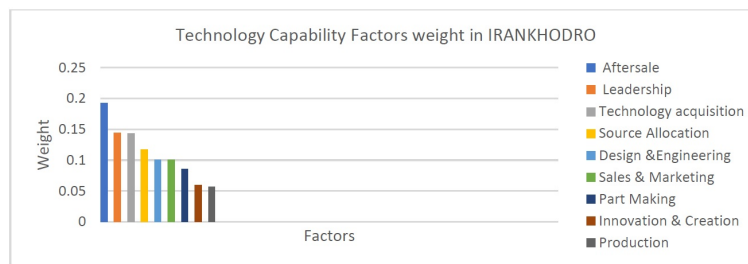 Technology Capability Factors weight in IRANKHODRO
0.25
0.2
0.15
0.1
0.05
0
Weight
Factors
Aftersale
Leadership
Technology acquisition
Source Allocation
Design &Engineering
Sales & Marketing
Part Making
Innovation & Creation
Production